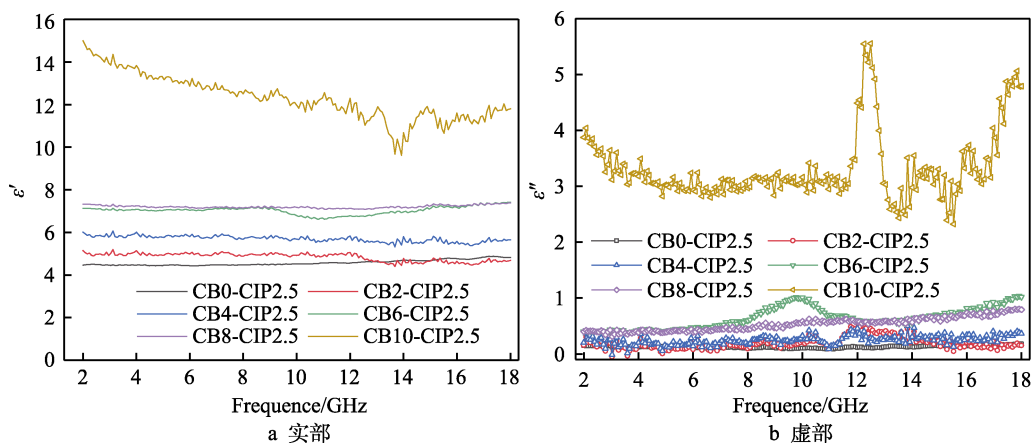 16
14
12
10
8
6
4
2
0
ε′
CB0-CIP2.5 CB2-CIP2.5
CB4-CIP2.5 CB6-CIP2.5
CB8-CIP2.5 CB10-CIP2.5
2 4 6 8 10 12 14 16 18
Frequence/GHz
a 实部
6
5
4
3
2
1
0
ε″
CB0-CIP2.5 CB2-CIP2.5
CB4-CIP2.5 CB6-CIP2.5
CB8-CIP2.5 CB10-CIP2.5
2 4 6 8 10 12 14 16 18
Frequence/GHz
b 虚部